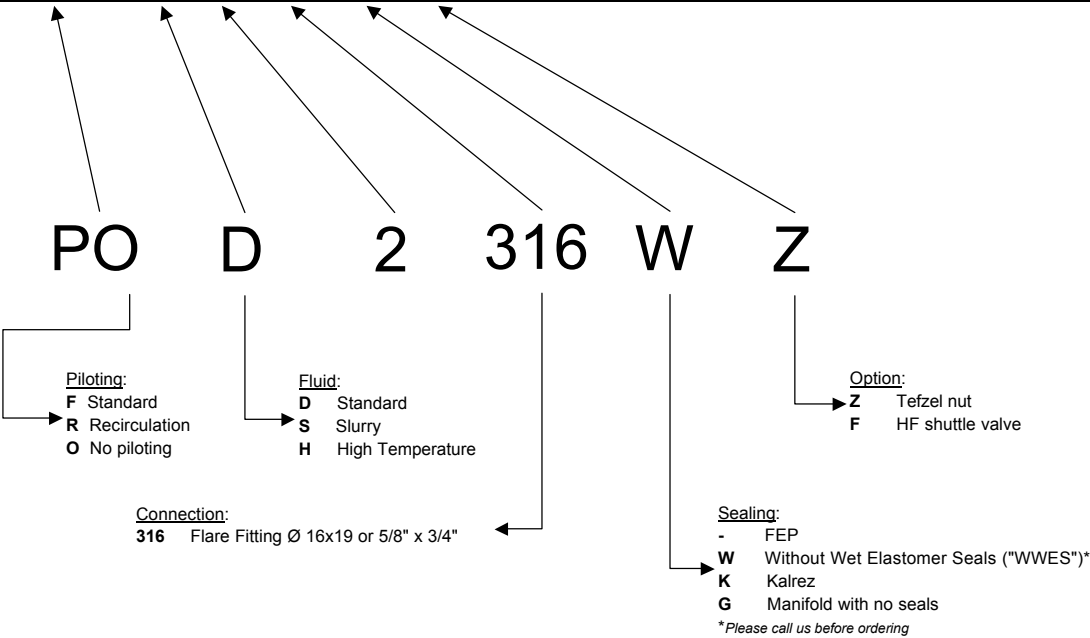 PO D 2 316 W Z
Piloting:
F Standard
R Recirculation
O No piloting
Fluid:
D Standard
S Slurry
H High Temperature
Option:
Z Tefzel nut
F HF shuttle valve
Connection:
316 Flare Fitting Ø 16x19 or 5/8" x 3/4"
Sealing:
- FEP
W Without Wet Elastomer Seals ("WWES")*
K Kalrez
G Manifold with no seals
*Please call us before ordering